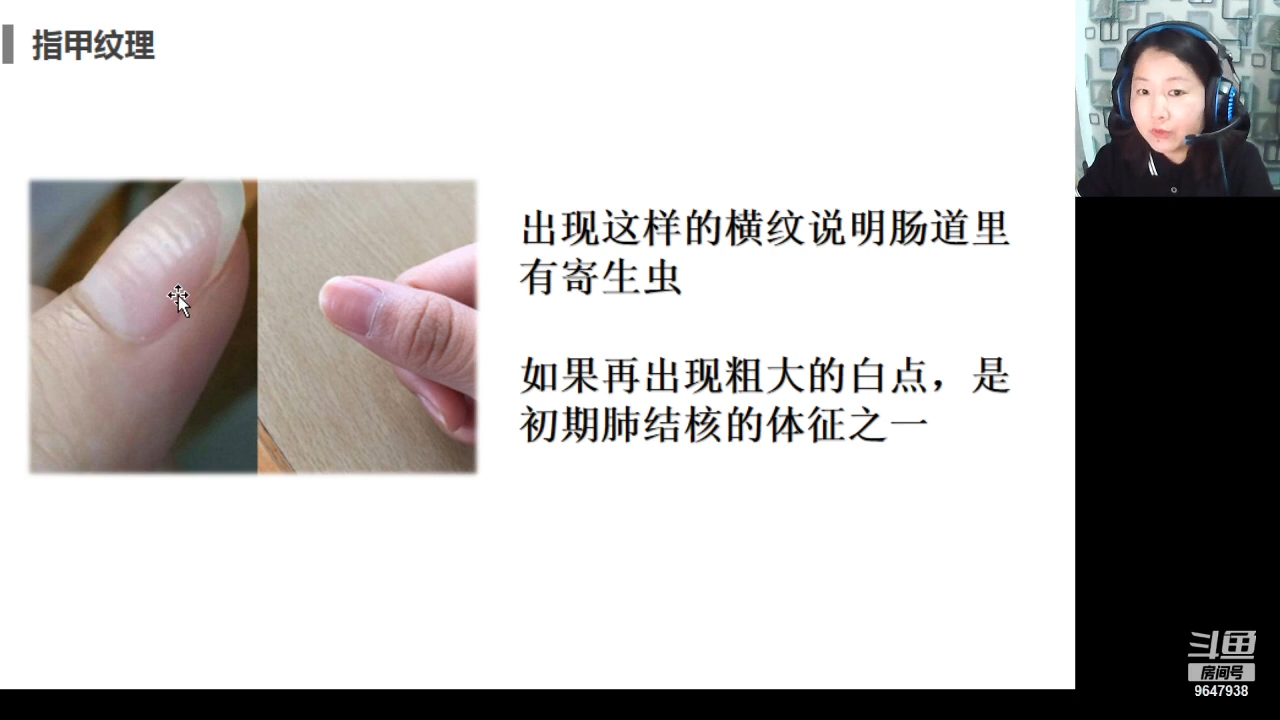 指甲纹理
出现这样的横纹说明肠道里
有寄生虫
如果再出现粗大的白点，是
初期肺结核的体征之一
斗鱼
房间号
9647938